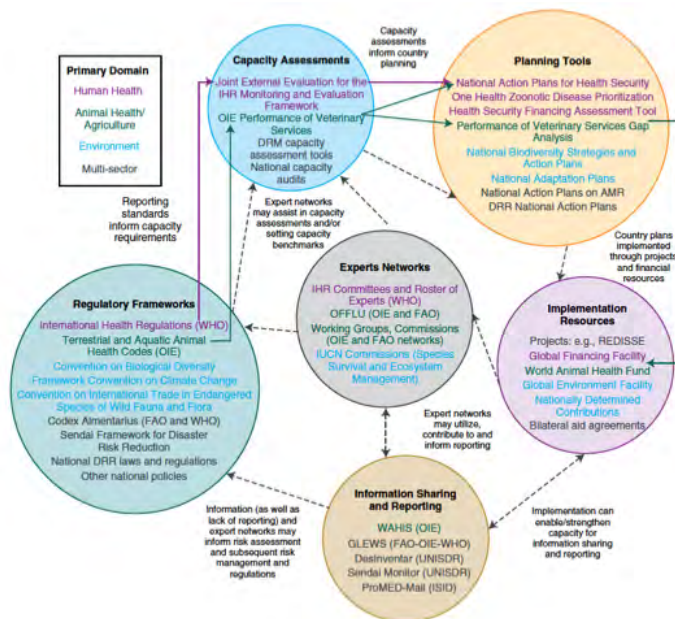 Primary Domain
Human Health
Animal Health/
Agriculture
Environment
Multi-sector
Capacity Assessments
Joint External Evaluation for the
IHR Monitoring and Evaluation
Framework
OIE Performance of Veterinary
Services
DRM capacity
assessment tools
National capacity
audits
Capacity
assessments
inform country
planning
Planning Tools
National Action Plans for Health Security
One Health Zoonotic Disease Prioritization
Health Security Financing Assessment Tool
Performance of Veterinary Services Gap
Analysis
National Biodiversity Strategies and
Action Plans
National Adaptation Plans
National Action Plans on AMR
DRR National Action Plans
Reporting
standards
inform capacity
requirements
Expert networks
may assist in capacity
assessments and/or
setting capacity
benchmarks
Country plans
implemented
through projects
and financial
resources
Regulatory Frameworks
International Health Regulations (WHO)
Terrestrial and Aquatic Animal
Health Codes (OIE)
Convention on Biological Diversity
Framework Convention on Climate Change
Convention on International Trade in Endangered
Species of Wild Fauna and Flora
Codex Alimentarius (FAO and WHO)
Sendai Framework for Disaster
Risk Reduction
National DRR laws and regulations
Other national policies
Experts Networks
IHR Committees and Roster of
Experts (WHO)
OFFLU (OIE and FAO)
Working Groups, Commissions
(OIE and FAO networks)
IUCN Commissions (Species
Survival and Ecosystem
Management)
Implementation
Resources
Projects: e.g., REDISSE
Global Financing Facility
World Animal Health Fund
Global Environment Facility
Nationally Determined
Contributions
Bilateral aid agreements
Expert networks
may utilize,
contribute to and
inform reporting
Information (as well as
lack of reporting) and
expert networks may
inform risk assessment
and subsequent risk
management and
regulations
Information Sharing
and Reporting
WAHIS (OIE)
GLEWS (FAO-OIE-WHO)
DesInventar (UNISDR)
Sendai Monitor (UNISDR)
ProMED-Mail (ISID)
Implementation can
enable/strengthen
capacity for
information sharing
and reporting